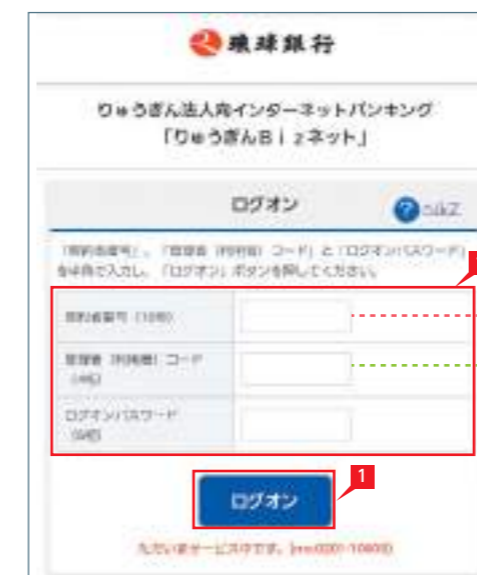 琉球銀行
りゅうぎん法人向インターネットバンキング
「りゅうぎんBizネット」
ログオン
? ヘルプ
「契約者番号」、「管理者(利用者)コード」と「ログオンパスワード」
を半角で入力し、「ログオン」ボタンを押してください。
契約者番号(10桁)
管理者(利用者)コード
ログオンパスワード
ログオン
1
ただいまサービス中です。